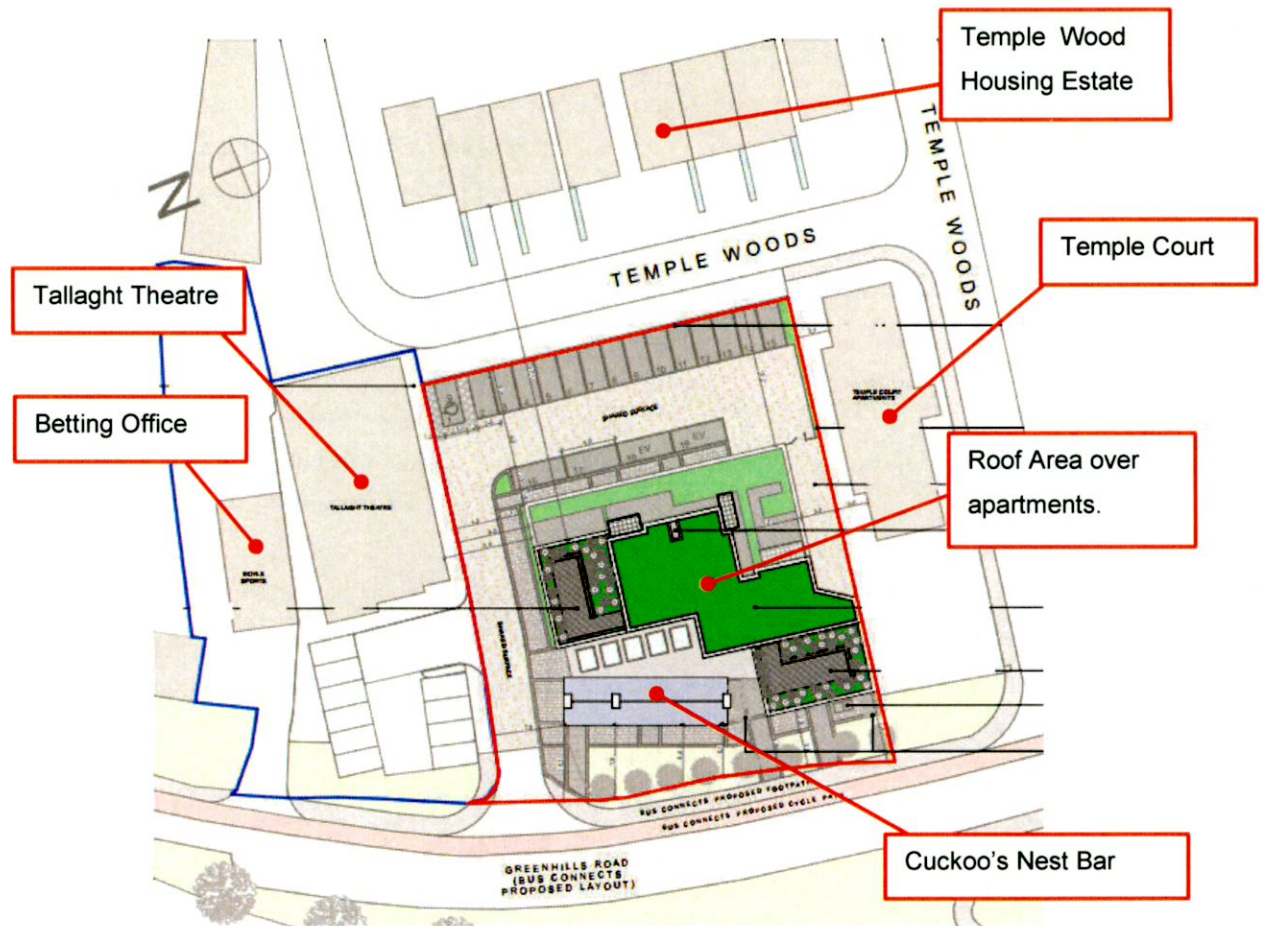 Temple Wood
Housing Estate
TEMPLE WOODS
N
TEMPLE WOODS
Temple Court
Tallaght Theatre
Betting Office
Roof Area over
apartments.
SHARED SURFACE
TEMPLE COURT
APARTMENTS
TALLAGHT THEATRE
BOYLE
SPORTS
EV
EV
SHARED SURFACE
BUS CONNECTS PROPOSED FOOTPATH
BUS CONNECTS PROPOSED CYCLE PATH
Cuckoo's Nest Bar
GREENHILLS ROAD
(BUS CONNECTS
PROPOSED LAYOUT)